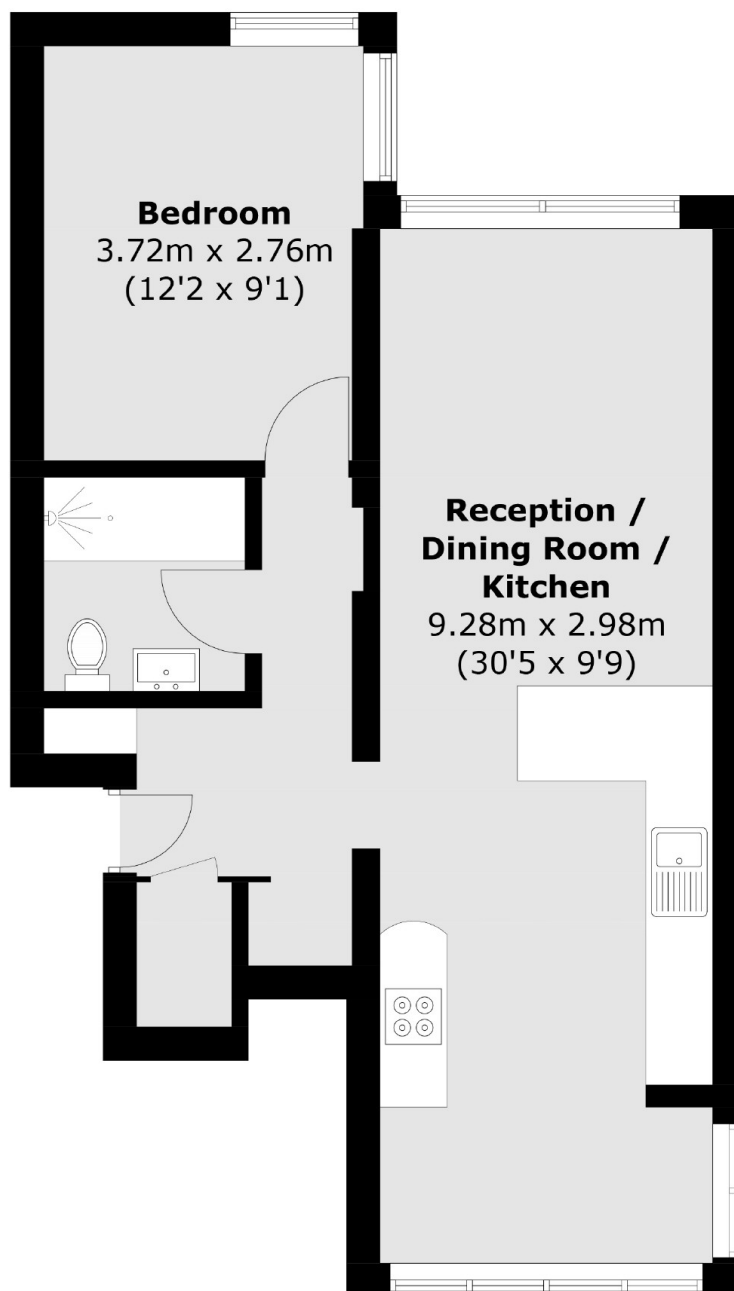 Bedroom
3.72m x 2.76m
(12'2 x 9'1)
Reception /
Dining Room /
Kitchen
9.28m x 2.98m
(30'5 x 9'9)